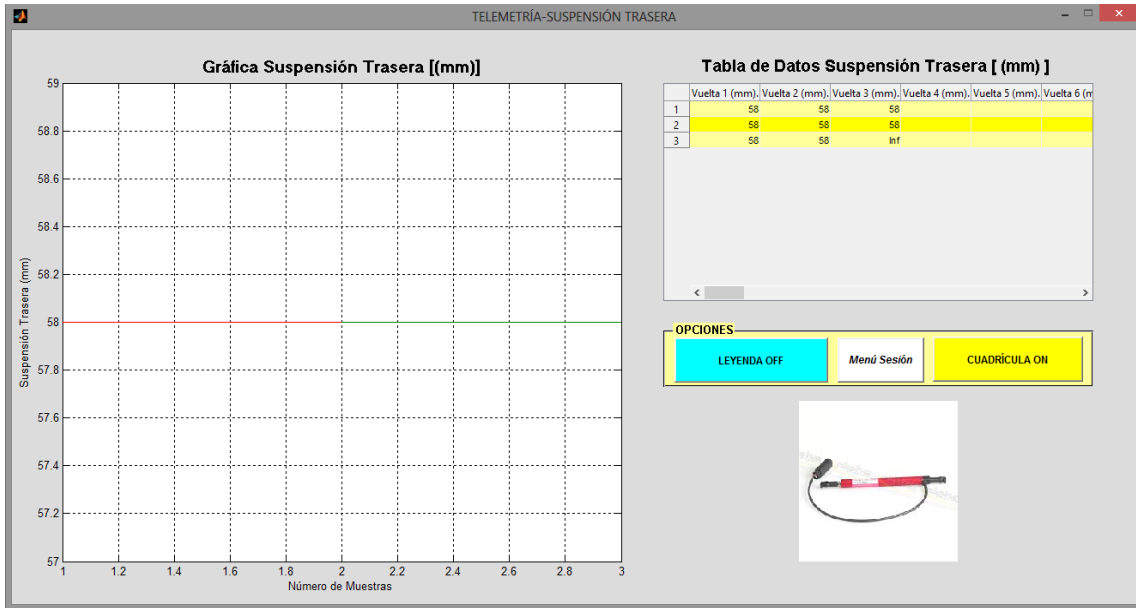 TELEMETRÍA-SUSPENSIÓN TRASERA
Gráfica Suspensión Trasera [(mm)]
59
58.8
58.6
58.4
58.2
58
57.8
57.6
57.4
57.2
57
Suspensión Trasera (mm)
1 1.2 1.4 1.6 1.8 2 2.2 2.4 2.6 2.8 3
Número de Muestras
Tabla de Datos Suspensión Trasera [ (mm) ]
Vuelta 1 (mm). Vuelta 2 (mm). Vuelta 3 (mm). Vuelta 4 (mm). Vuelta 5 (mm). Vuelta 6 (m
1 58 58 58
2 58 58 58
3 58 58 Inf
OPCIONES
LEYENDA OFF Menú Sesión CUADRÍCULA ON